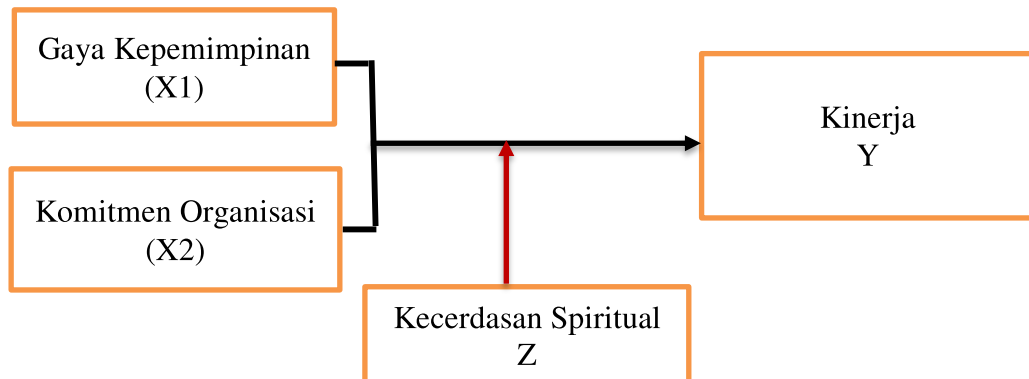 Gaya Kepemimpinan
(X1)
Kinerja
Y
Komitmen Organisasi
(X2)
Kecerdasan Spiritual
Z